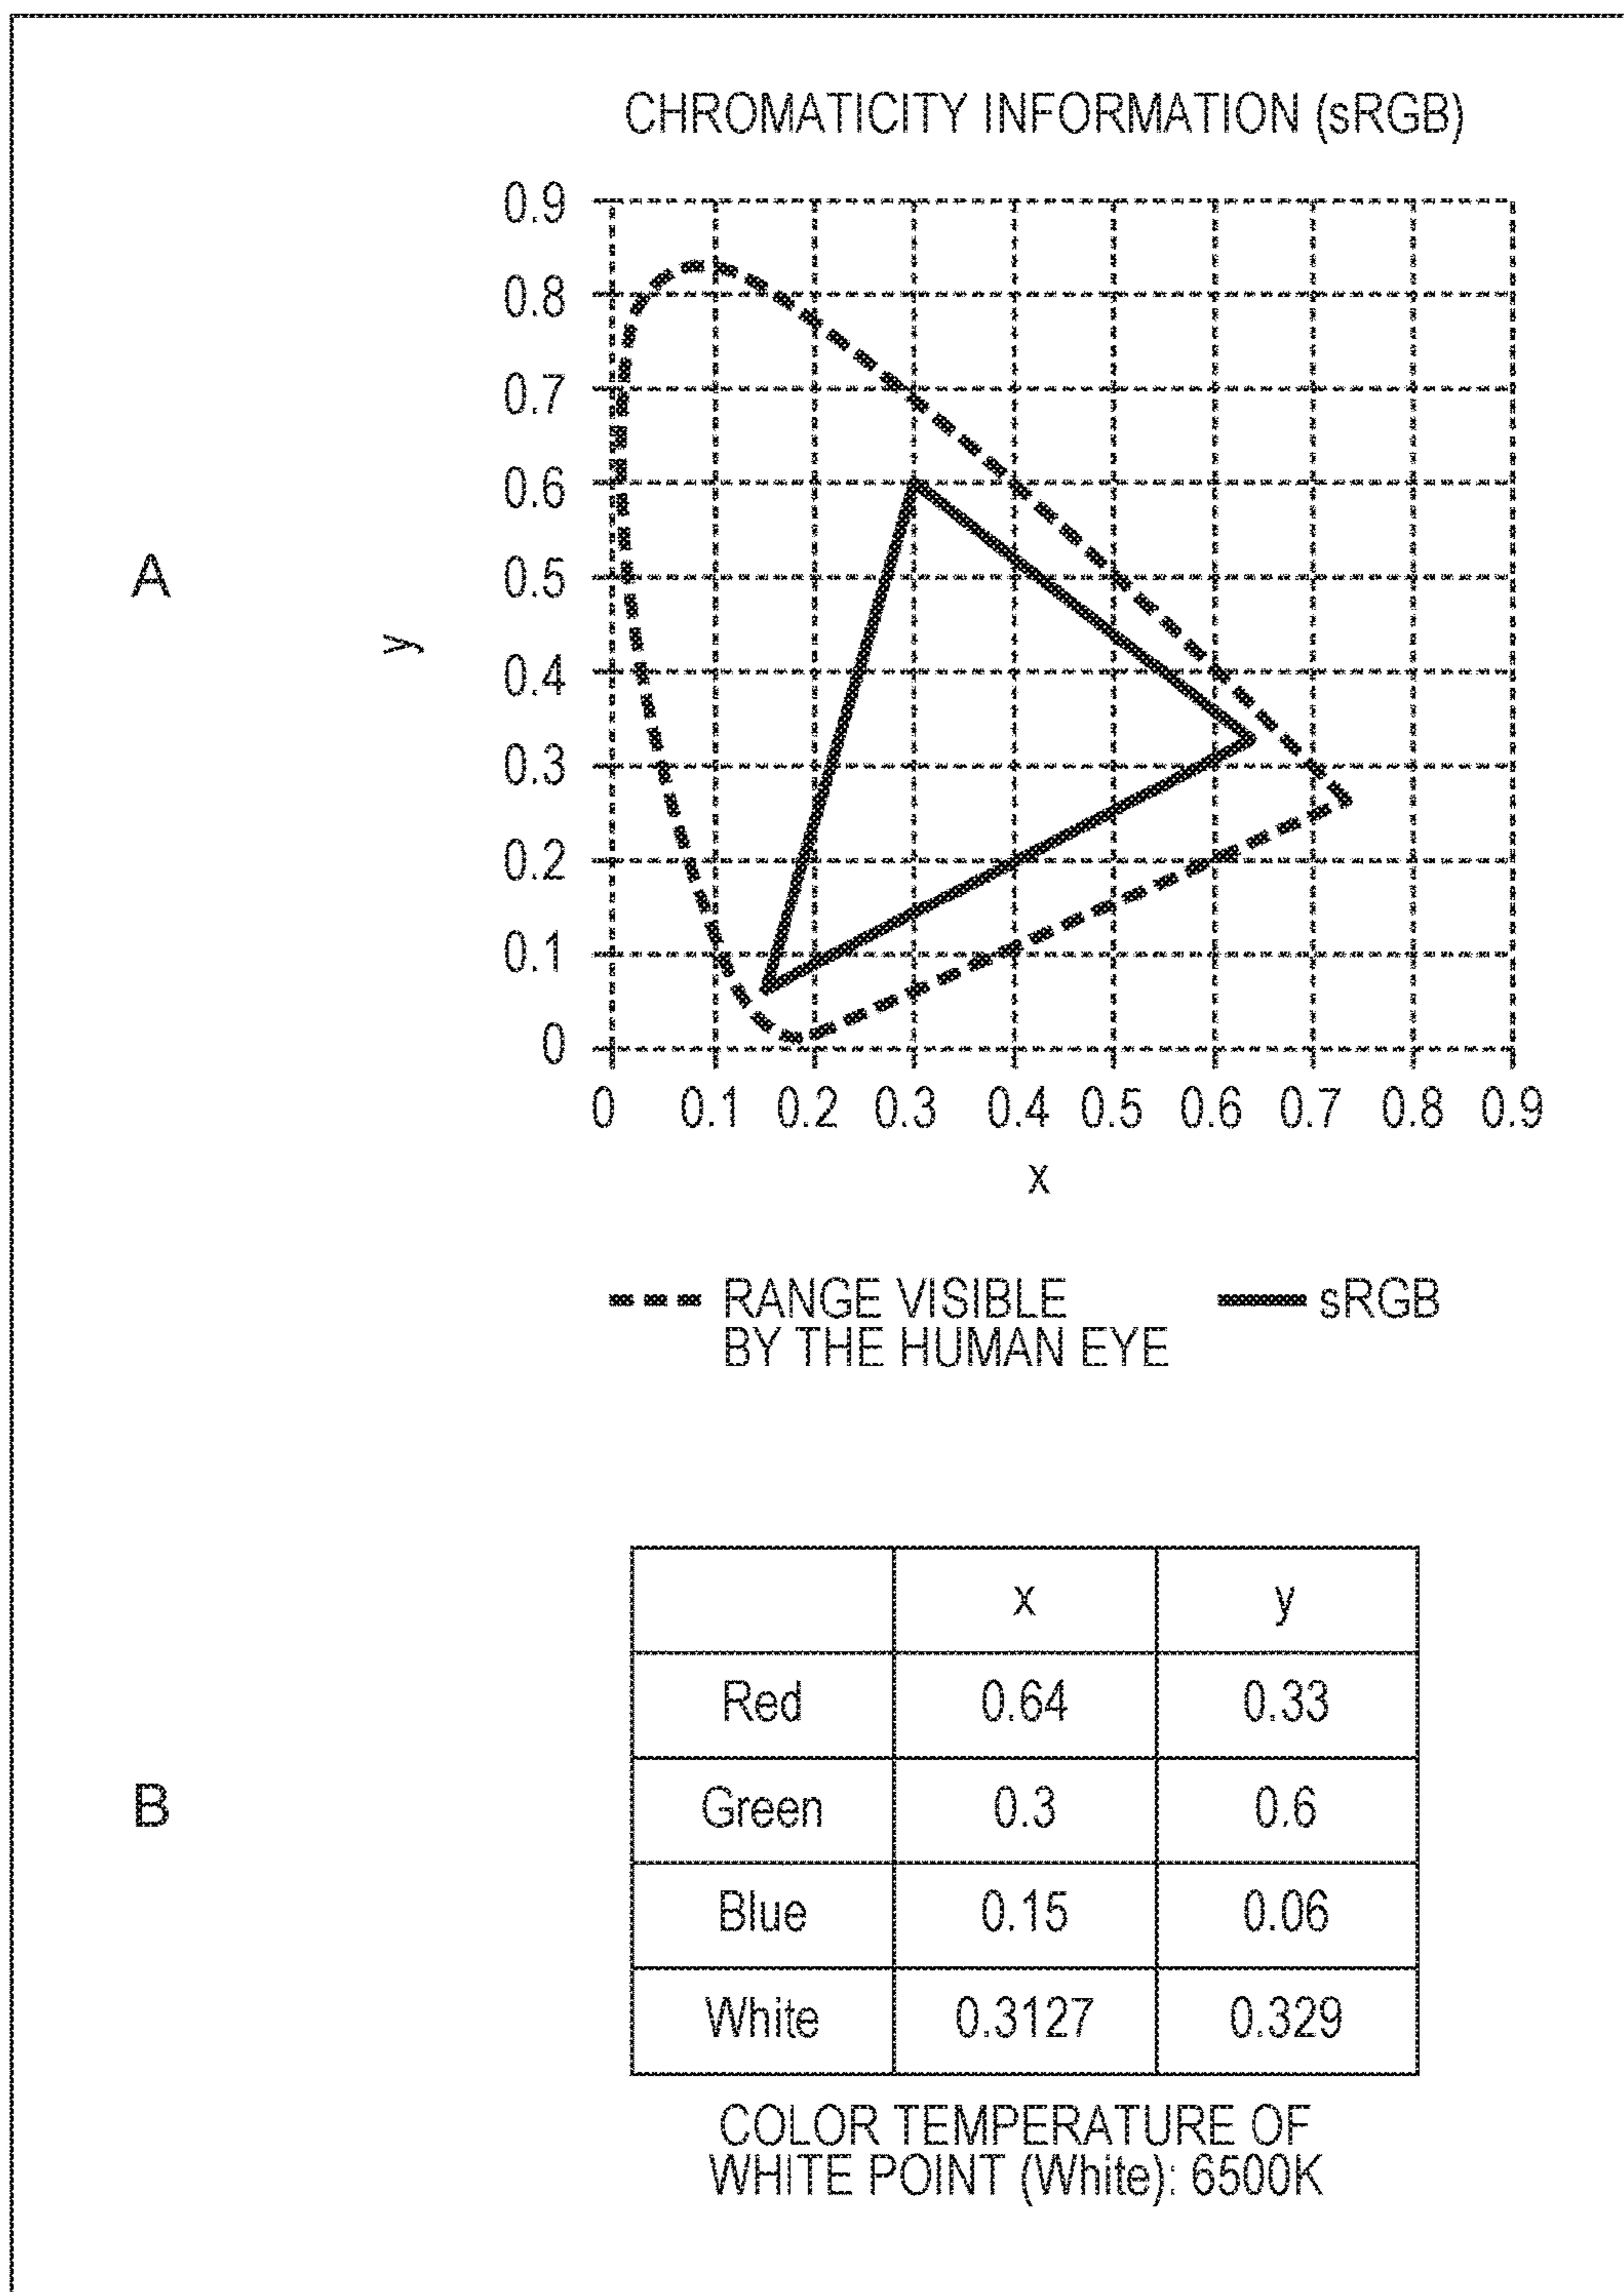 CHROMATICITY INFORMATION (sRGB)
0.9
0.8
0.7
0.6
0.5
0.4
0.3
0.2
0.1
0
A
y
0 0.1 0.2 0.3 0.4 0.5 0.6 0.7 0.8 0.9
x
RANGE VISIBLE
BY THE HUMAN EYE
sRGB
B
x y
Red 0.64 0.33
Green 0.3 0.6
Blue 0.15 0.06
White 0.3127 0.329
COLOR TEMPERATURE OF
WHITE POINT (White): 6500K